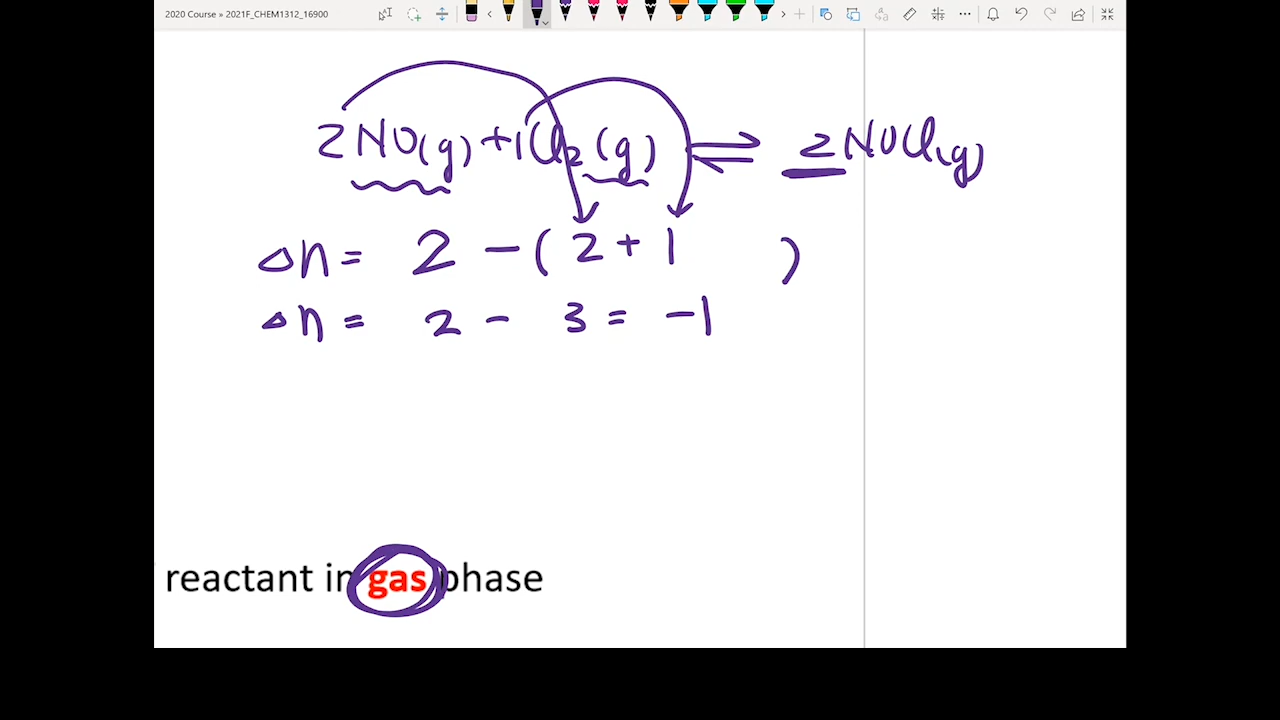 2020 Course » 2021F_CHEM1312_16900
2NO(g) + 1Cl₂(g) ⇌ 2NOCl(g)
Δn = 2 - ( 2 + 1 )
Δn = 2 - 3 = -1
reactant in gas phase